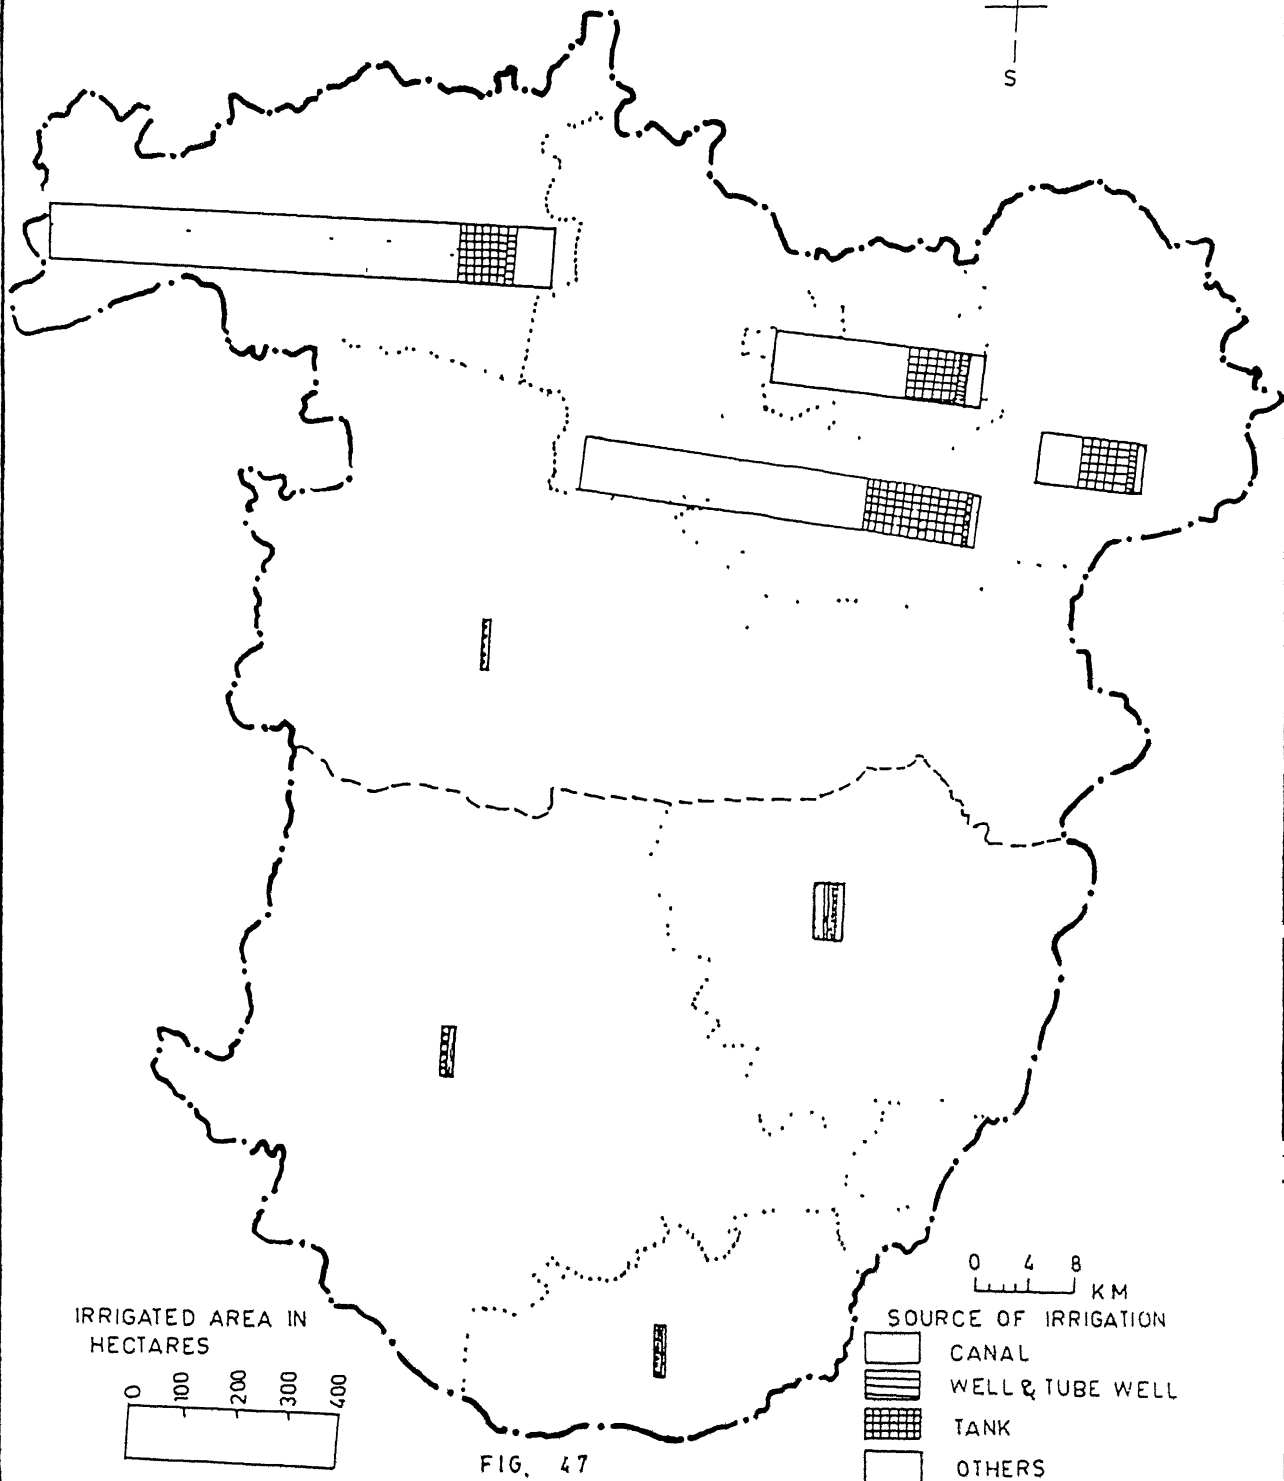 S
0 4 8
KM
IRRIGATED AREA IN
HECTARES
0 100 200 300 400
SOURCE OF IRRIGATION
CANAL
WELL & TUBE WELL
TANK
OTHERS
FIG. 47